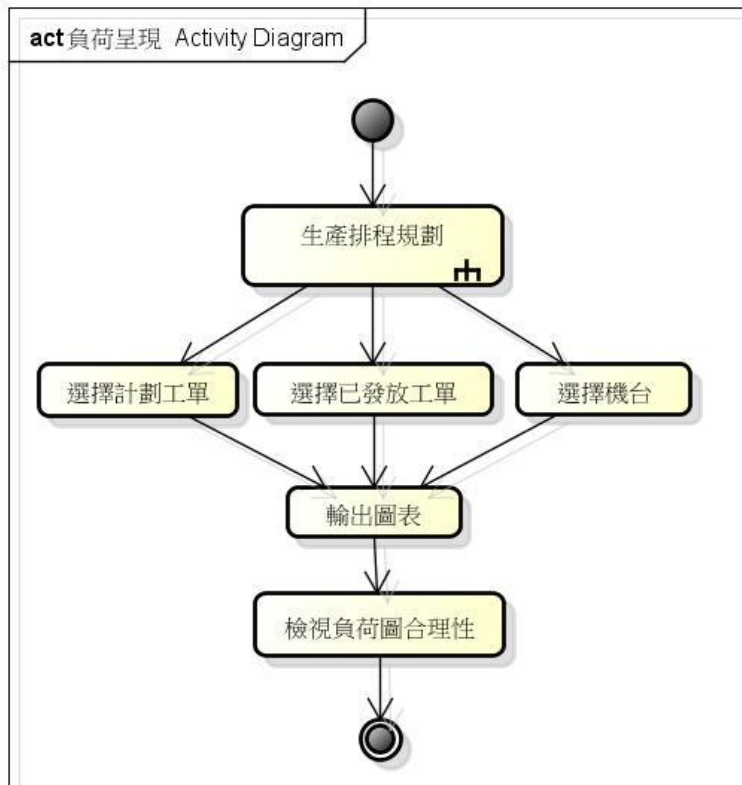 act 負荷呈現 Activity Diagram
生產排程規劃
選擇計劃工單
選擇已發放工單
選擇機台
輸出圖表
檢視負荷圖合理性